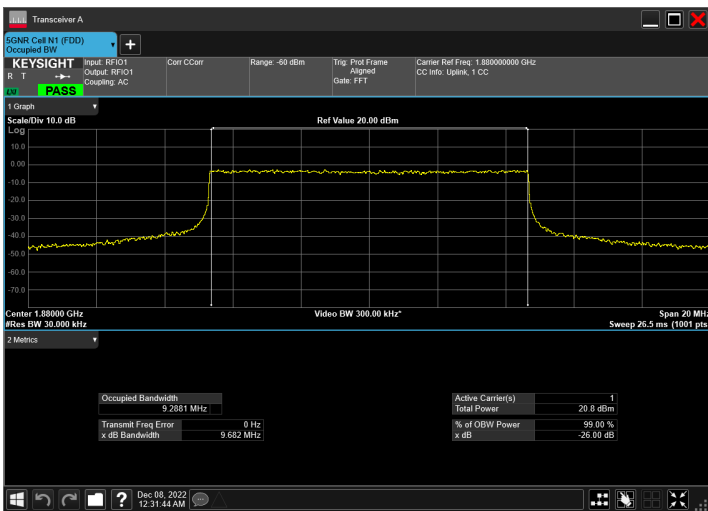 Transceiver A
5GNR Cell N1 (FDD)
Occupied BW
KEYSIGHT
R T
LXI
PASS
Input: RFIO1
Output: RFIO1
Coupling: AC
Corr CCorr
Range: -60 dBm
Trig: Prot Frame
Aligned
Gate: FFT
Carrier Ref Freq: 1.880000000 GHz
CC Info: Uplink, 1 CC
1 Graph
Scale/Div 10.0 dB
Ref Value 20.00 dBm
Log
10.0
0.00
-10.0
-20.0
-30.0
-40.0
-50.0
-60.0
-70.0
Center 1.88000 GHz
Video BW 300.00 kHz*
Span 20 MHz
#Res BW 30.000 kHz
Sweep 26.5 ms (1001 pts
2 Metrics
Occupied Bandwidth
9.2881 MHz
Transmit Freq Error 0 Hz
x dB Bandwidth 9.682 MHz
Active Carrier(s) 1
Total Power 20.8 dBm
% of OBW Power 99.00 %
x dB -26.00 dB
Dec 08, 2022
12:31:44 AM